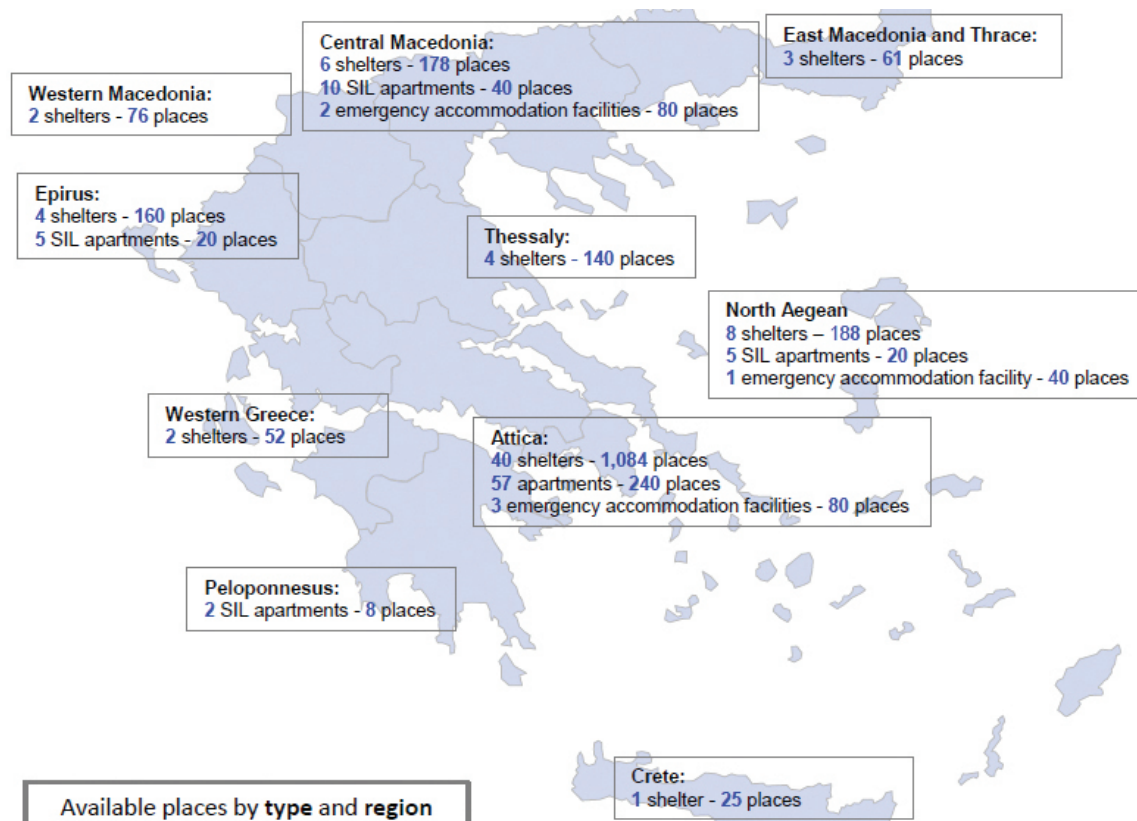 Central Macedonia:
6 shelters - 178 places
10 SIL apartments - 40 places
2 emergency accommodation facilities - 80 places
East Macedonia and Thrace:
3 shelters - 61 places
Western Macedonia:
2 shelters - 76 places
Epirus:
4 shelters - 160 places
5 SIL apartments - 20 places
Thessaly:
4 shelters - 140 places
North Aegean
8 shelters – 188 places
5 SIL apartments - 20 places
1 emergency accommodation facility - 40 places
Western Greece:
2 shelters - 52 places
Attica:
40 shelters - 1,084 places
57 apartments - 240 places
3 emergency accommodation facilities - 80 places
Peloponnesus:
2 SIL apartments - 8 places
Crete:
1 shelter - 25 places
Available places by type and region